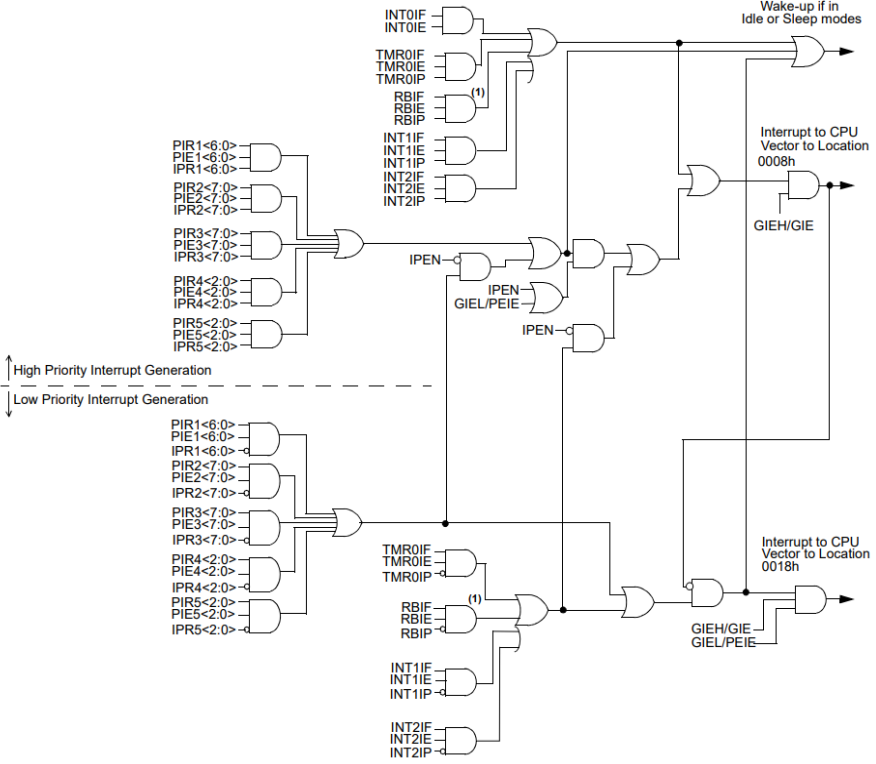 Wake-up if in
Idle or Sleep modes
INT0IF
INT0IE
TMR0IF
TMR0IE
TMR0IP
(1)
RBIF
RBIE
RBIP
INT1IF
INT1IE
INT1IP
INT2IF
INT2IE
INT2IP
Interrupt to CPU
Vector to Location
0008h
GIEH/GIE
PIR1<6:0>
PIE1<6:0>
IPR1<6:0>
PIR2<7:0>
PIE2<7:0>
IPR2<7:0>
PIR3<7:0>
PIE3<7:0>
IPR3<7:0>
PIR4<2:0>
PIE4<2:0>
IPR4<2:0>
PIR5<2:0>
PIE5<2:0>
IPR5<2:0>
IPEN
IPEN
GIEL/PEIE
IPEN
High Priority Interrupt Generation
Low Priority Interrupt Generation
PIR1<6:0>
PIE1<6:0>
IPR1<6:0>
PIR2<7:0>
PIE2<7:0>
IPR2<7:0>
PIR3<7:0>
PIE3<7:0>
IPR3<7:0>
PIR4<2:0>
PIE4<2:0>
IPR4<2:0>
PIR5<2:0>
PIE5<2:0>
IPR5<2:0>
TMR0IF
TMR0IE
TMR0IP
(1)
RBIF
RBIE
RBIP
INT1IF
INT1IE
INT1IP
INT2IF
INT2IE
INT2IP
Interrupt to CPU
Vector to Location
0018h
GIEH/GIE
GIEL/PEIE